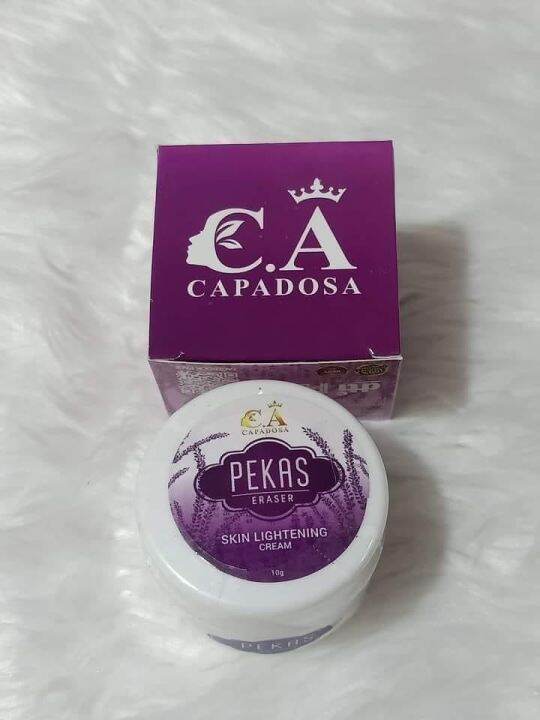 C.A
CAPADOSA
C.A
CAPADOSA
PEKAS
ERASER
SKIN LIGHTENING
CREAM
10g
PEKAS